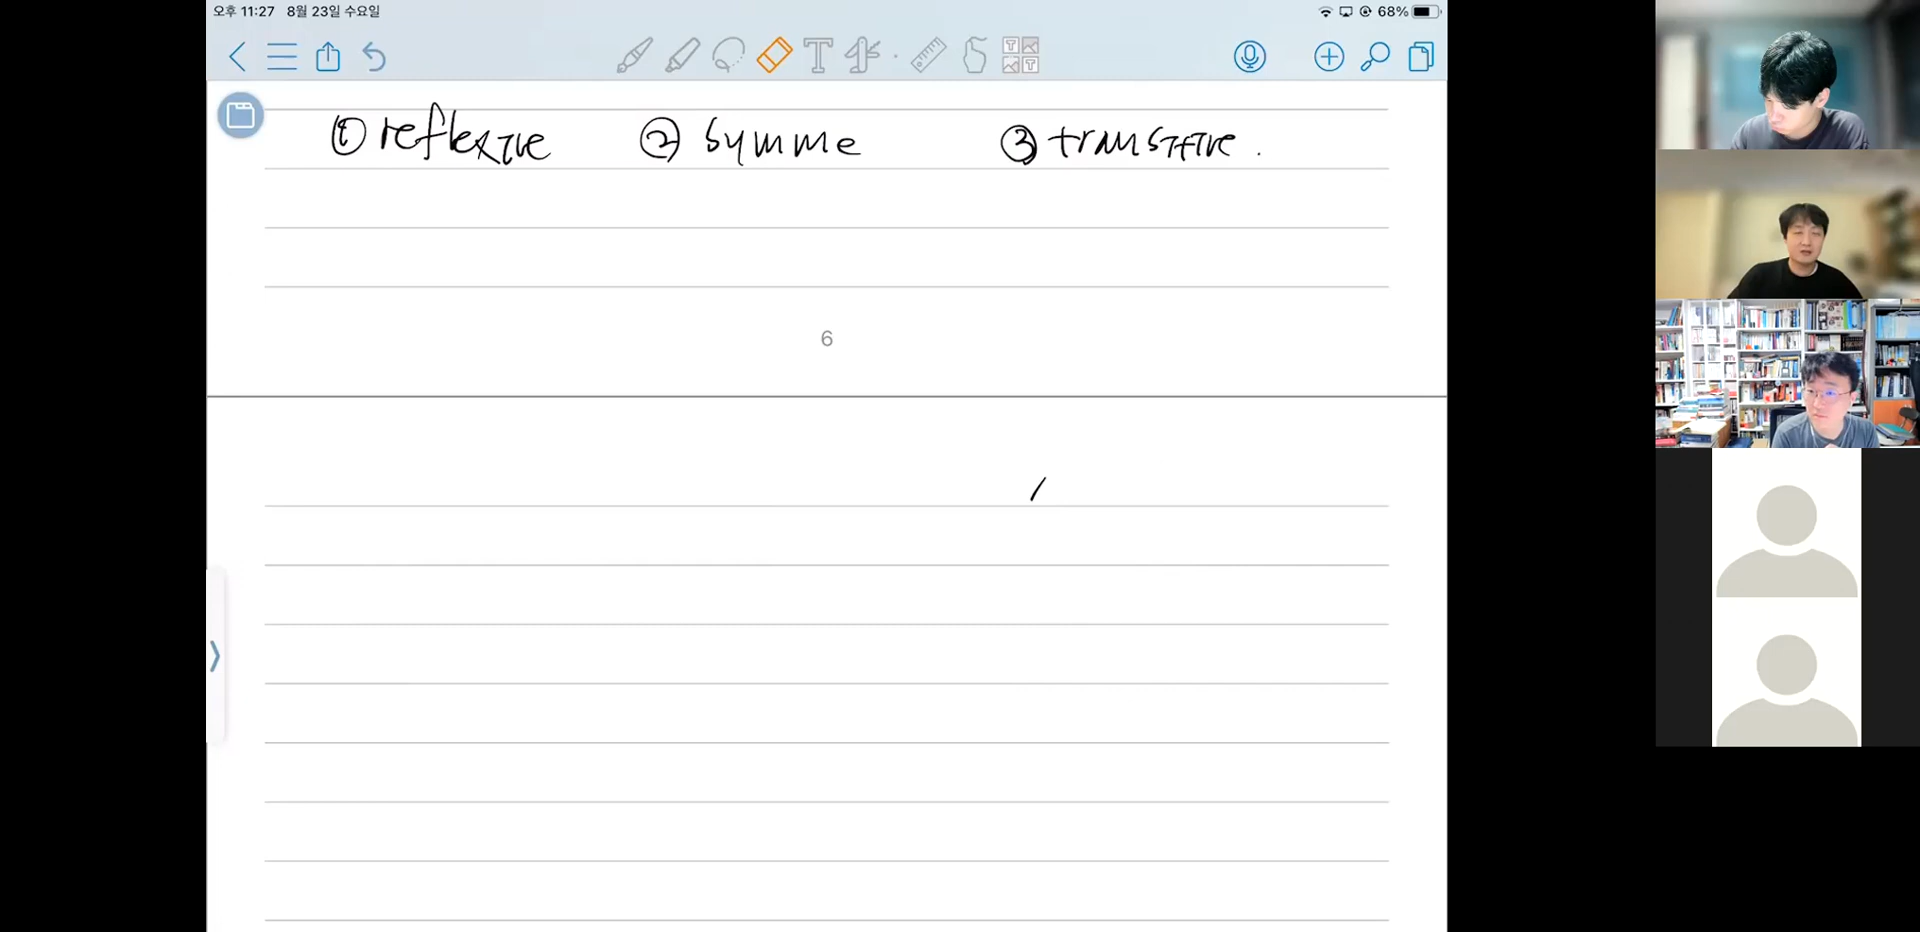 오후 11:27 8월 23일 수요일 68%
① reflexive ② symme ③ transitive .
6